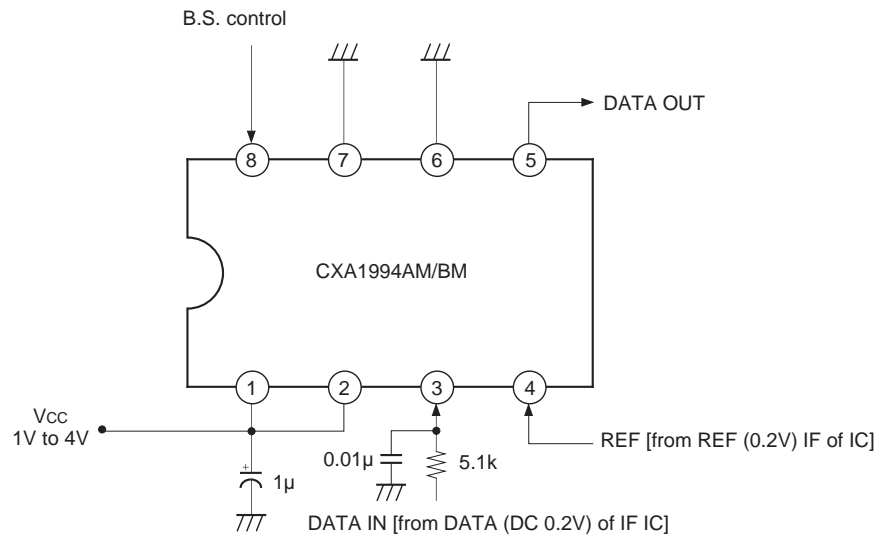 B.S. control
DATA OUT
8
7
6
5
CXA1994AM/BM
1
2
3
4
VCC
1V to 4V
+
1µ
0.01µ
5.1k
REF [from REF (0.2V) IF of IC]
DATA IN [from DATA (DC 0.2V) of IF IC]